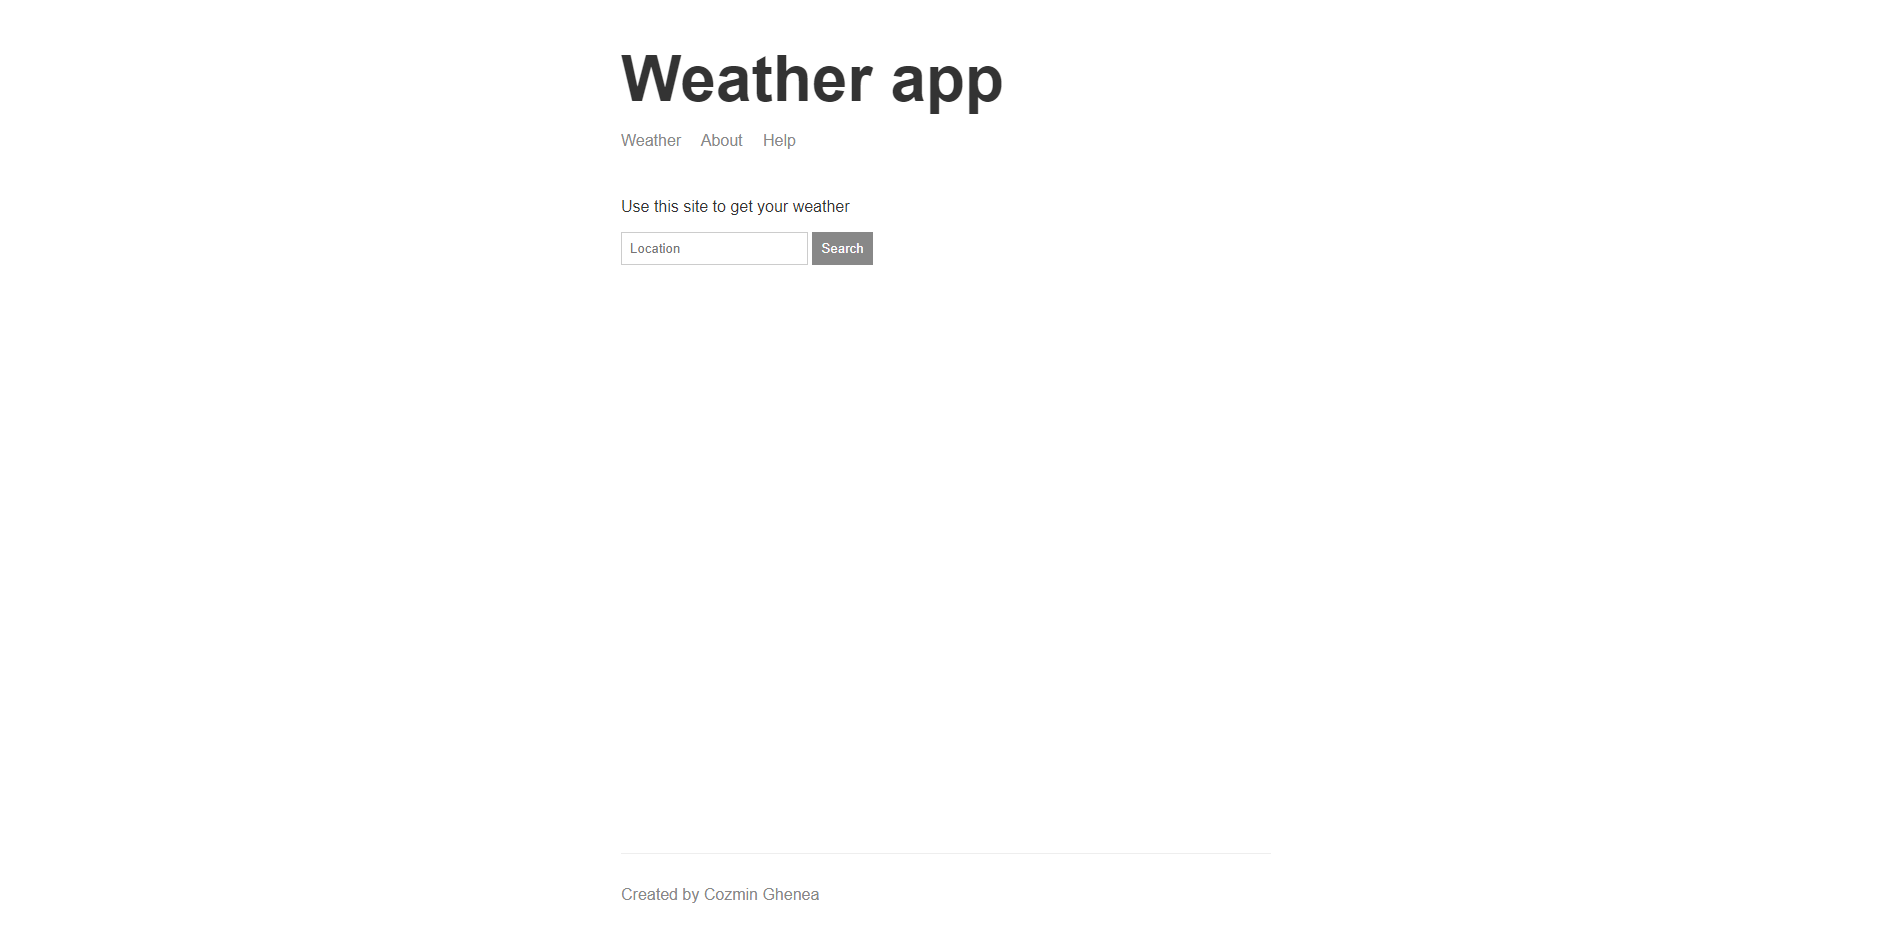 Weather app
Weather About Help
Use this site to get your weather
Location Search
Created by Cozmin Ghenea